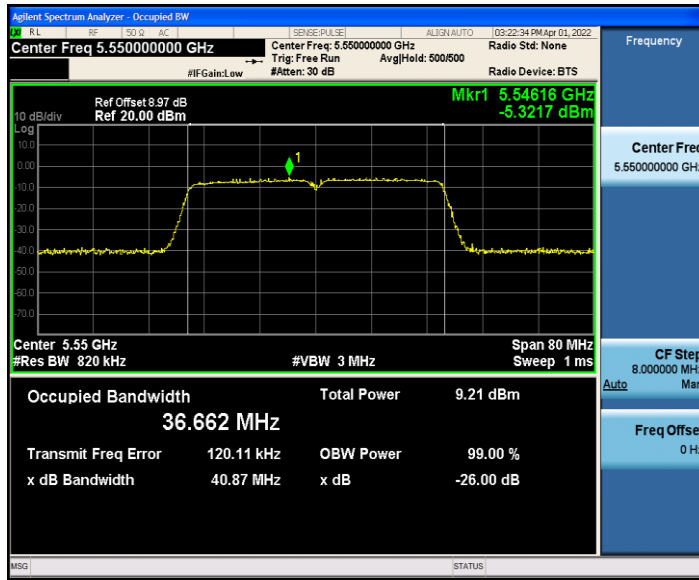 Agilent Spectrum Analyzer - Occupied BW
RL RF 50 Ω AC SENSE:PULSE ALIGN AUTO 03:22:34 PM Apr 01, 2022
Center Freq 5.550000000 GHz
Center Freq: 5.550000000 GHz
Radio Std: None
Trig: Free Run Avg|Hold: 500/500
#IFGain:Low
#Atten: 30 dB
Radio Device: BTS
Frequency
Ref Offset 8.97 dB
10 dB/div Ref 20.00 dBm
Mkr1 5.54616 GHz
-5.3217 dBm
Log
10.0
0.00
-10.0
-20.0
-30.0
-40.0
-50.0
-60.0
-70.0
1
Center 5.55 GHz
Span 80 MHz
#Res BW 820 kHz
#VBW 3 MHz
Sweep 1 ms
Occupied Bandwidth
36.662 MHz
Total Power 9.21 dBm
Transmit Freq Error 120.11 kHz
OBW Power 99.00 %
x dB Bandwidth 40.87 MHz
x dB -26.00 dB
Center Freq
5.550000000 GHz
CF Step
8.000000 MHz
Auto Man
Freq Offset
0 Hz
MSG
STATUS